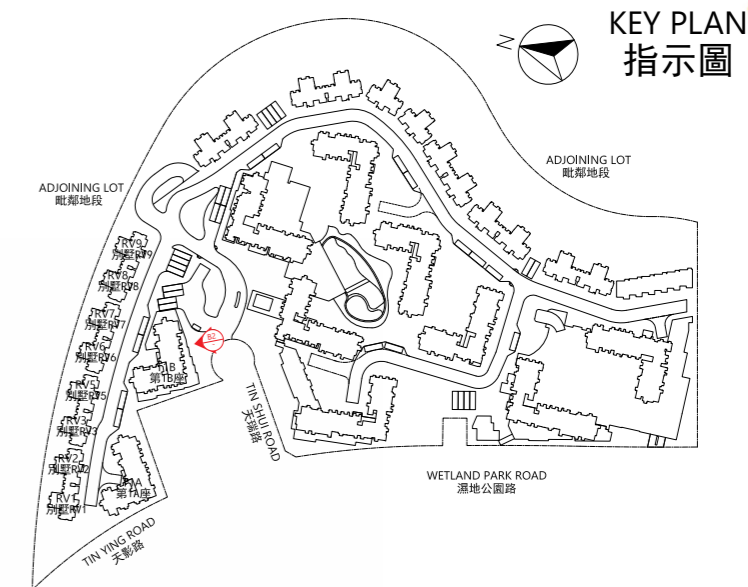 KEY PLAN
指示圖
N
ADJOINING LOT
毗鄰地段
ADJOINING LOT
毗鄰地段
RV9
別墅RV9
RV8
別墅RV8
RV7
別墅RV7
RV6
別墅RV6
RV5
別墅RV5
RV3
別墅RV3
RV2
別墅RV2
RV1
別墅RV1
B2
T1B
第1B座
T1A
第1A座
TIN SHUI ROAD
天瑞路
WETLAND PARK ROAD
濕地公園路
TIN YING ROAD
天影路